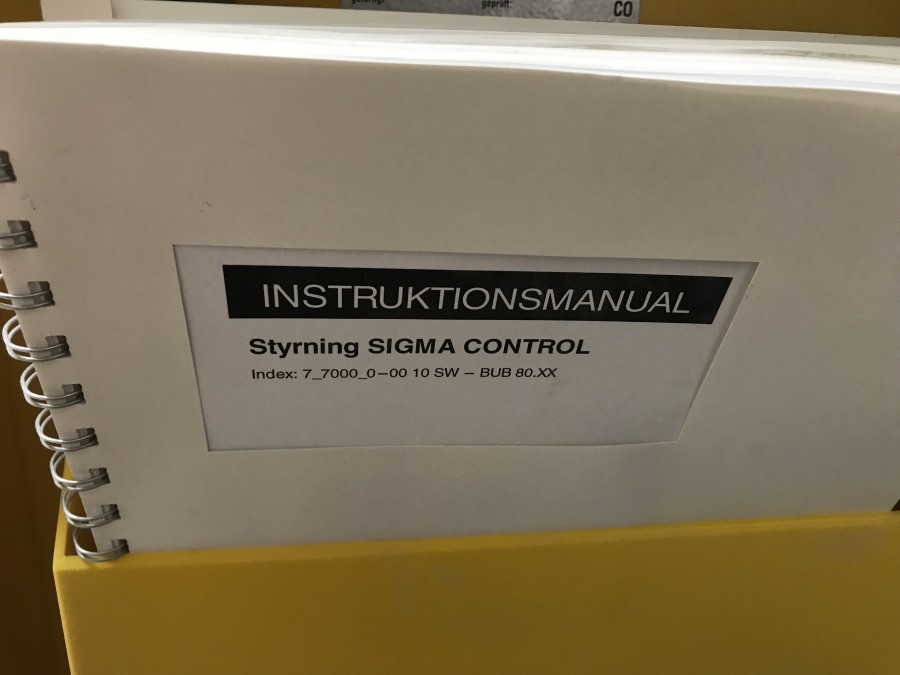 geprüft:
CO
INSTRUKTIONSMANUAL
Styrning SIGMA CONTROL
Index: 7_7000_0–00 10 SW – BUB 80.XX